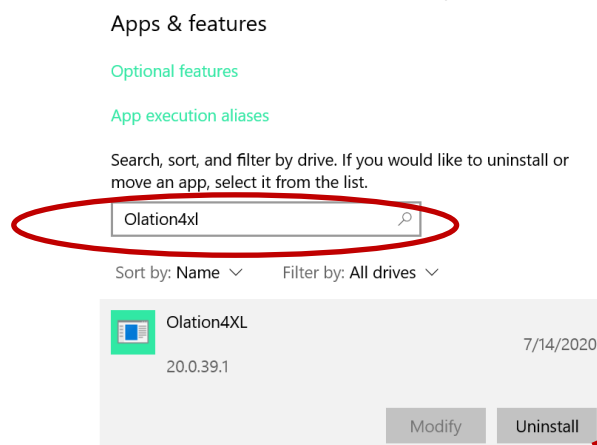 Apps & features
Optional features
App execution aliases
Search, sort, and filter by drive. If you would like to uninstall or
move an app, select it from the list.
Olation4xl
Sort by: Name Filter by: All drives
Olation4XL
7/14/2020
20.0.39.1
Modify Uninstall